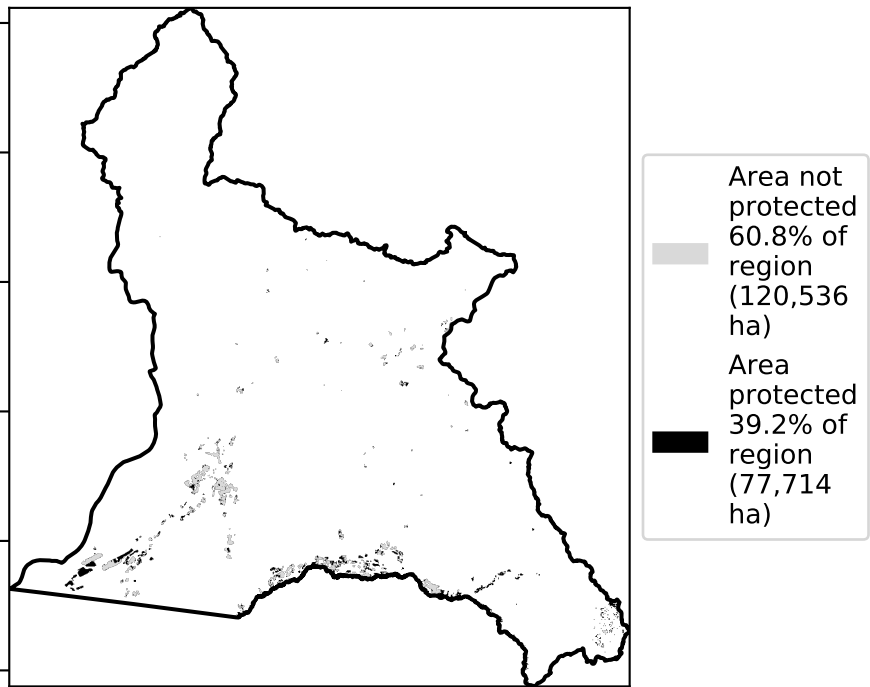 Area not
protected
60.8% of
region
(120,536
ha)
Area
protected
39.2% of
region
(77,714
ha)